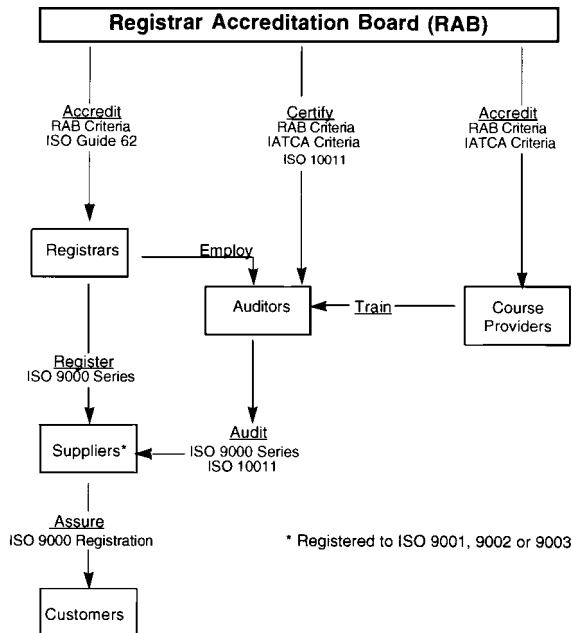 Registrar Accreditation Board (RAB)
Accredit
RAB Criteria
ISO Guide 62
Certify
RAB Criteria
IATCA Criteria
ISO 10011
Accredit
RAB Criteria
IATCA Criteria
Registrars
Employ
Auditors
Train
Course
Providers
Register
ISO 9000 Series
Suppliers*
Audit
ISO 9000 Series
ISO 10011
Assure
ISO 9000 Registration
* Registered to ISO 9001, 9002 or 9003
Customers